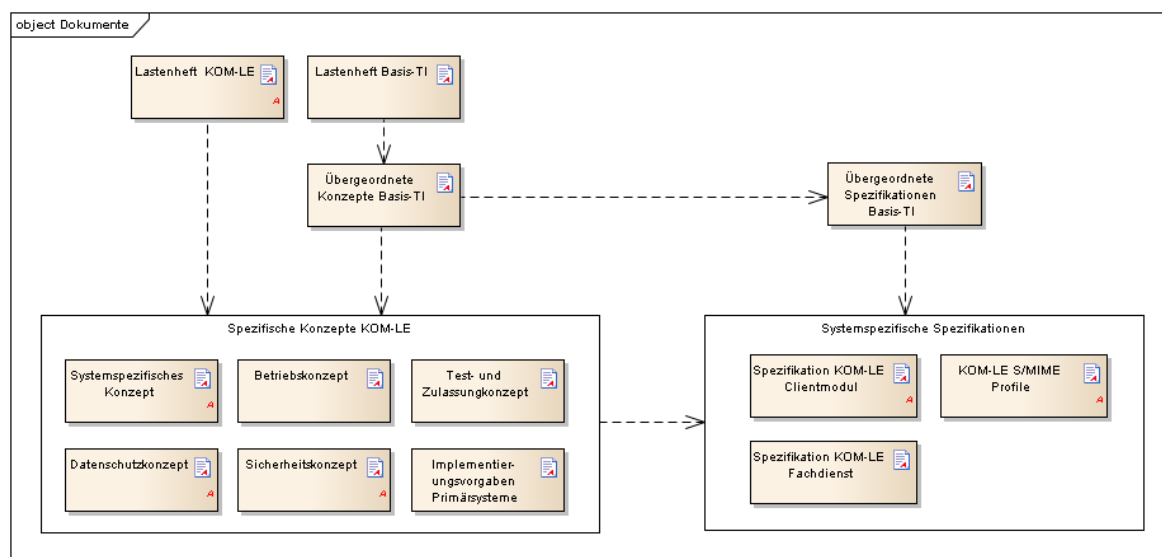 object Dokumente
Lastenheft KOM-LE
A
Lastenheft Basis-TI
Übergeordnete
Konzepte Basis-TI
Übergeordnete
Spezifikationen
Basis-TI
Spezifische Konzepte KOM-LE
Systemspezifisches
Konzept
A
Betriebskonzept
Test- und
Zulassungkonzept
Datenschutzkonzept
A
Sicherheitskonzept
A
Implementier-
ungsvorgaben
Primärsysteme
Systemspezifische Spezifikationen
Spezifikation KOM-LE
Clientmodul
A
KOM-LE S/MIME
Profile
A
Spezifikation KOM-LE
Fachdienst